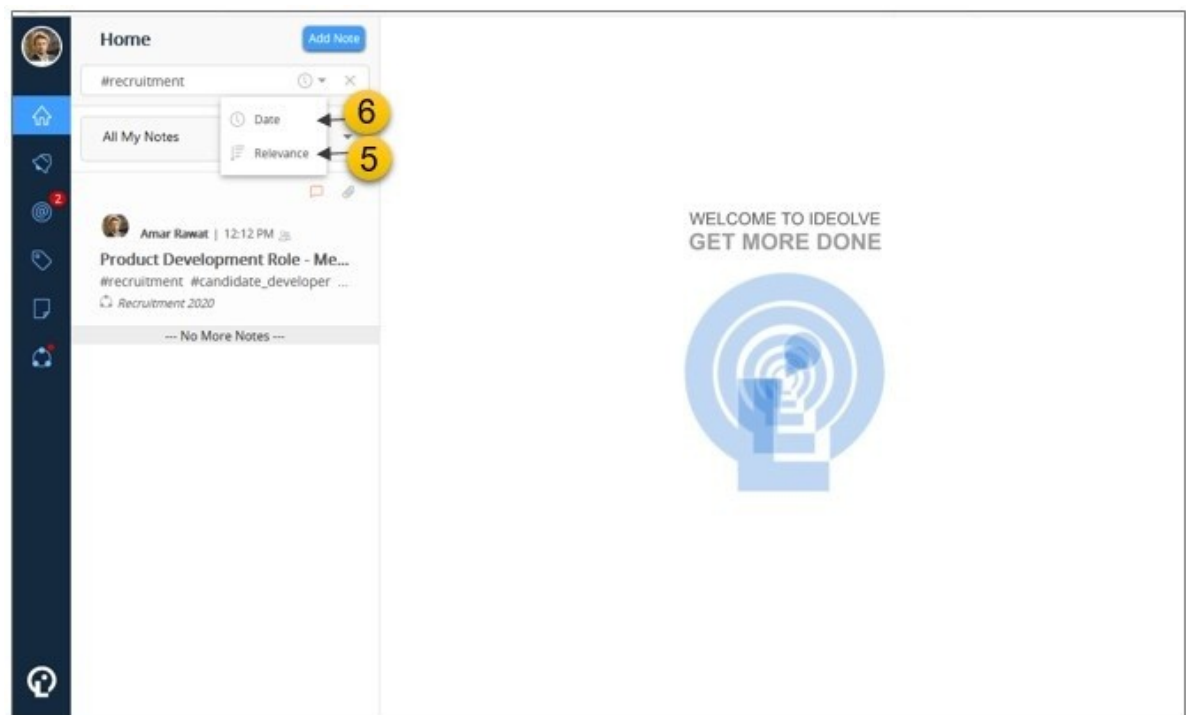 Home
Add Note
#recruitment
Date
6
All My Notes
Relevance
5
2
Amar Rawat | 12:12 PM
Product Development Role - Me...
#recruitment #candidate_developer ...
Recruitment 2020
--- No More Notes ---
WELCOME TO IDEOLVE
GET MORE DONE